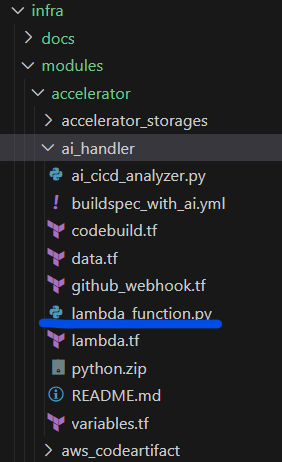 infra
docs
modules
accelerator
accelerator_storages
ai_handler
ai_cicd_analyzer.py
buildspec_with_ai.yml
codebuild.tf
data.tf
github_webhook.tf
lambda_function.py
lambda.tf
python.zip
README.md
variables.tf
aws_codeartifact